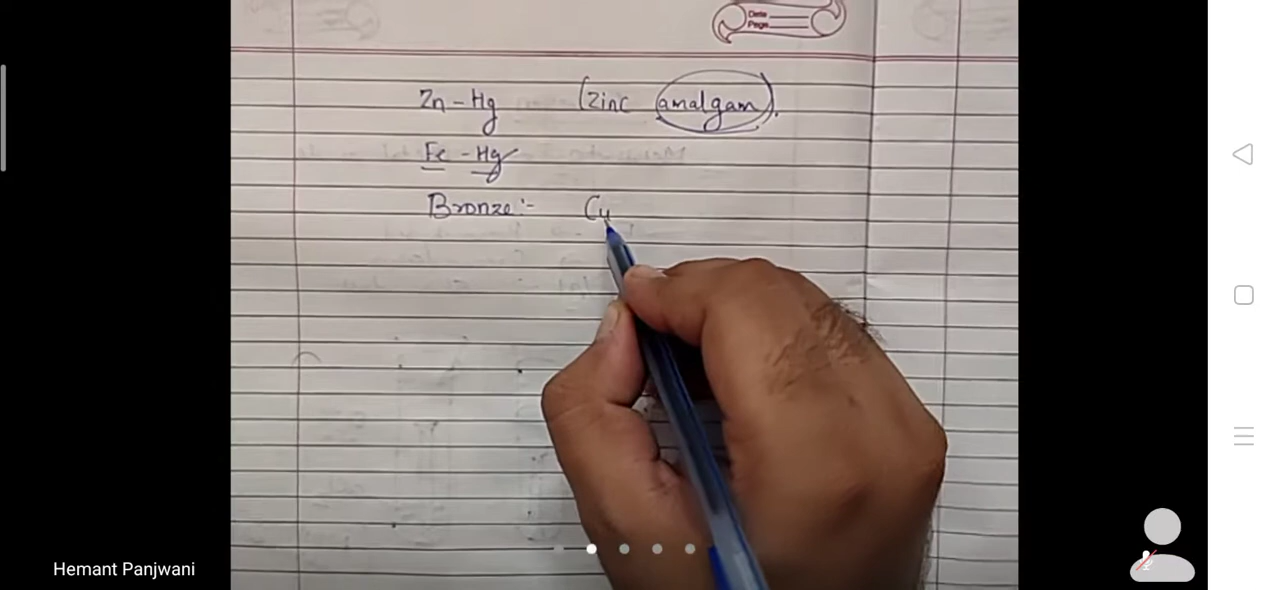 Date
Page
Zn - Hg (Zinc amalgam).
Fe - Hg
Bronze :- Cu
Hemant Panjwani